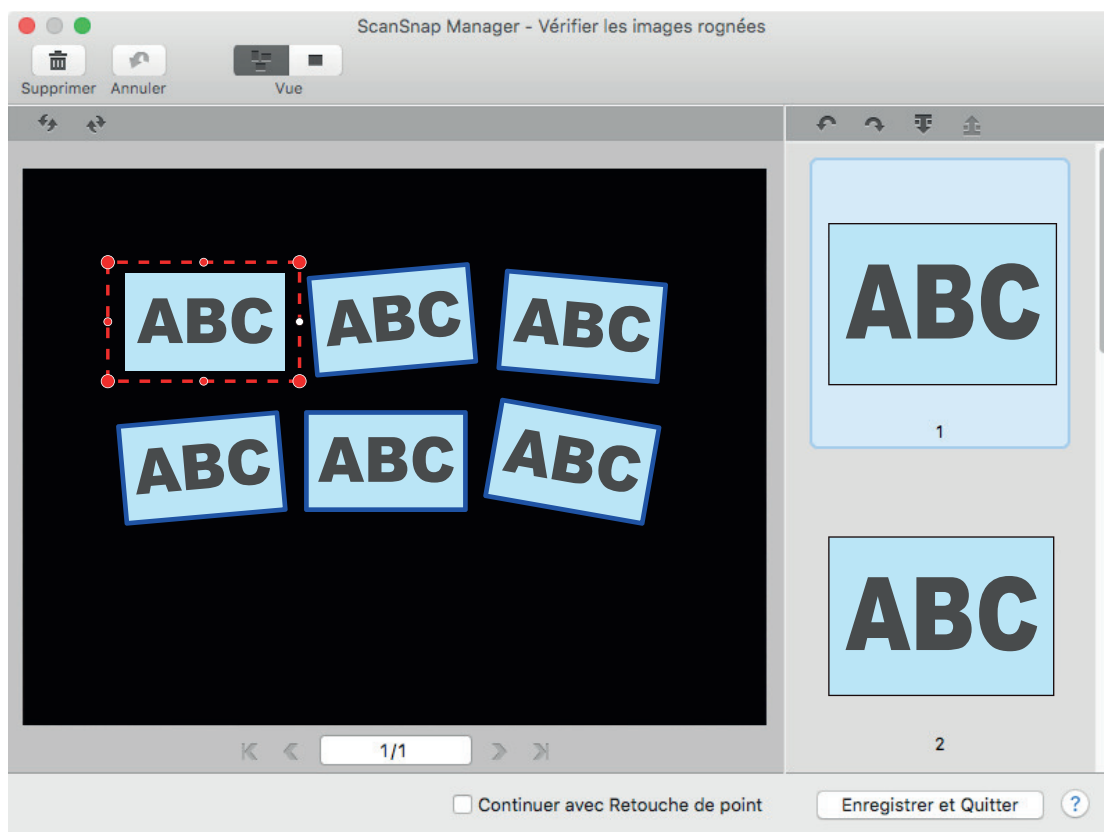 ScanSnap Manager - Vérifier les images rognées
Supprimer Annuler Vue
ABC ABC ABC
ABC ABC ABC
1/1
ABC
1
ABC
2
Continuer avec Retouche de point
Enregistrer et Quitter ?